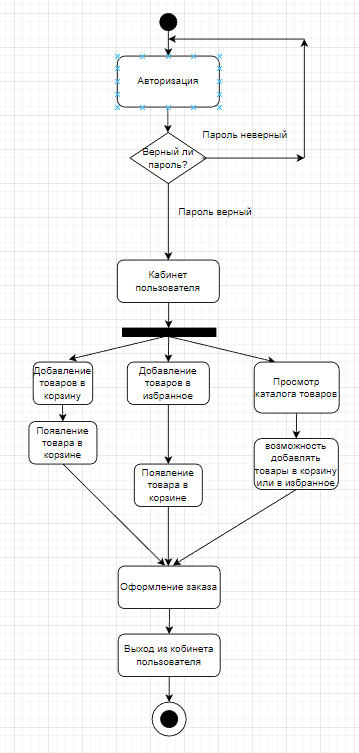 Авторизация
Пароль неверный
Верный ли
пароль?
Пароль верный
Кабинет
пользователя
Добавление
товаров в
корзину
Добавление
товаров в
избранное
Просмотр
каталога товаров
Появление
товара в
корзине
возможность
добавлять
товары в корзину
или в избранное
Появление
товара в
корзине
Оформление заказа
Выход из кобинета
пользователя